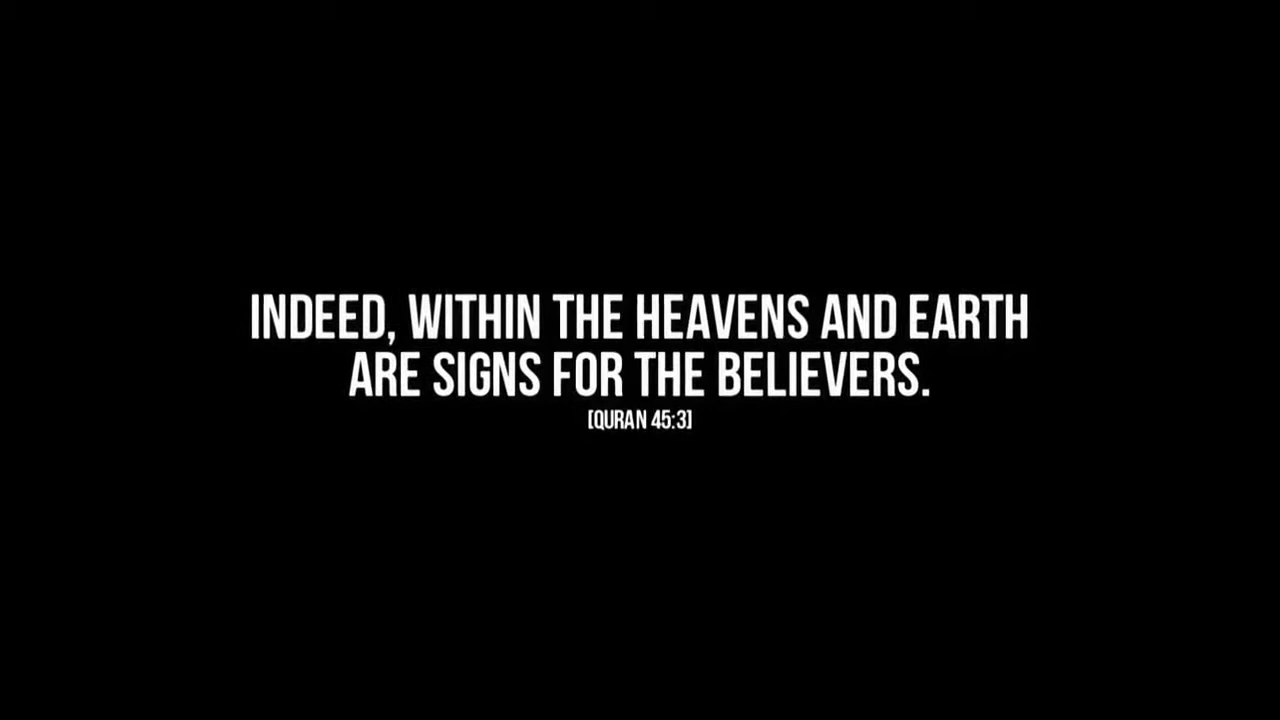 INDEED, WITHIN THE HEAVENS AND EARTH
ARE SIGNS FOR THE BELIEVERS.
[QURAN 45:3]